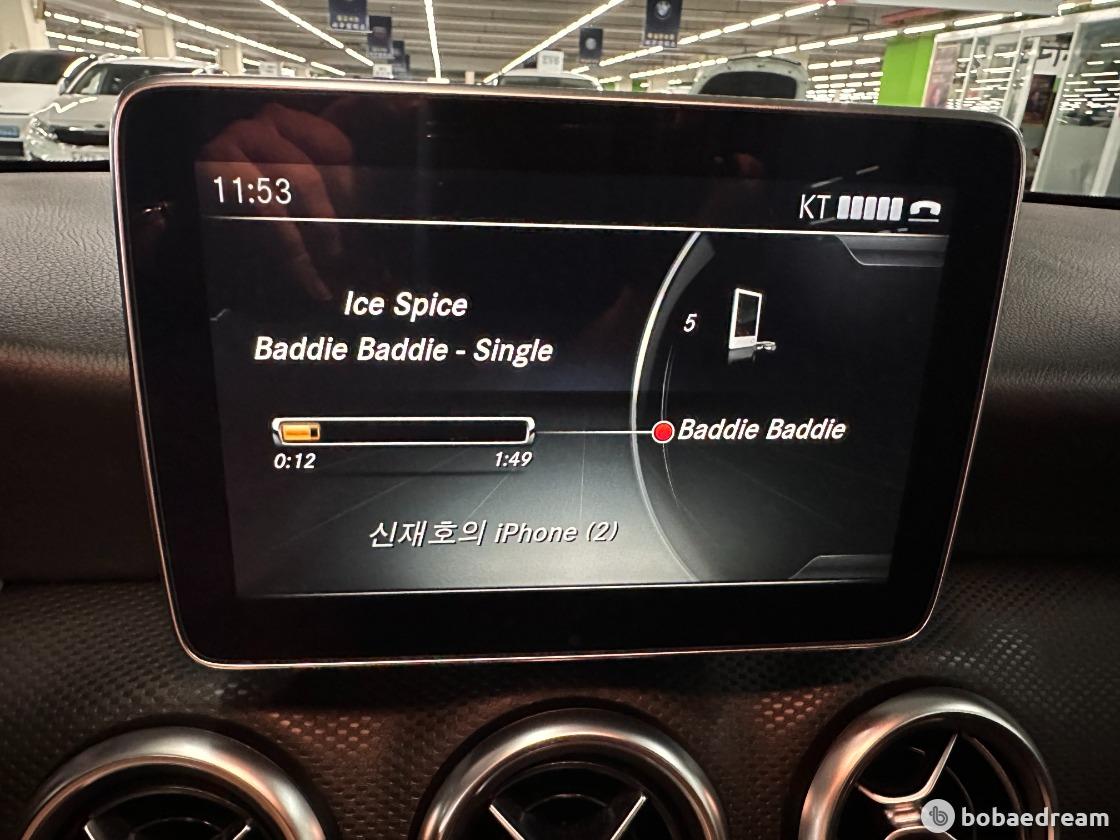 11:53
KT
Ice Spice
Baddie Baddie - Single
5
Baddie Baddie
0:12
1:49
신재호의 iPhone (2)
bobaedream